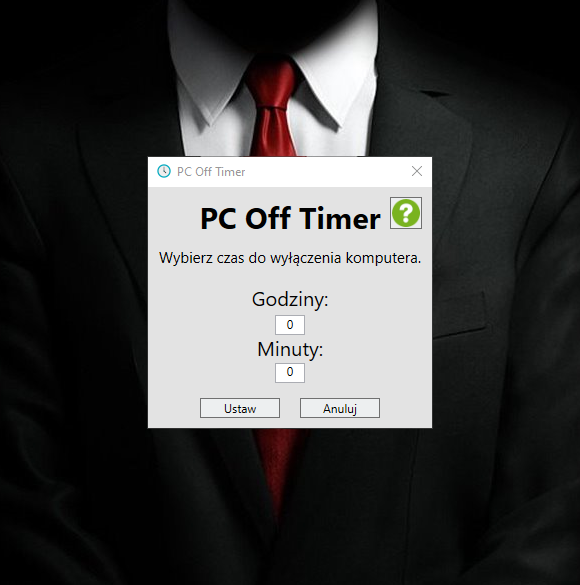 PC Off Timer
PC Off Timer
?
Wybierz czas do wyłączenia komputera.
Godziny:
0
Minuty:
0
Ustaw Anuluj